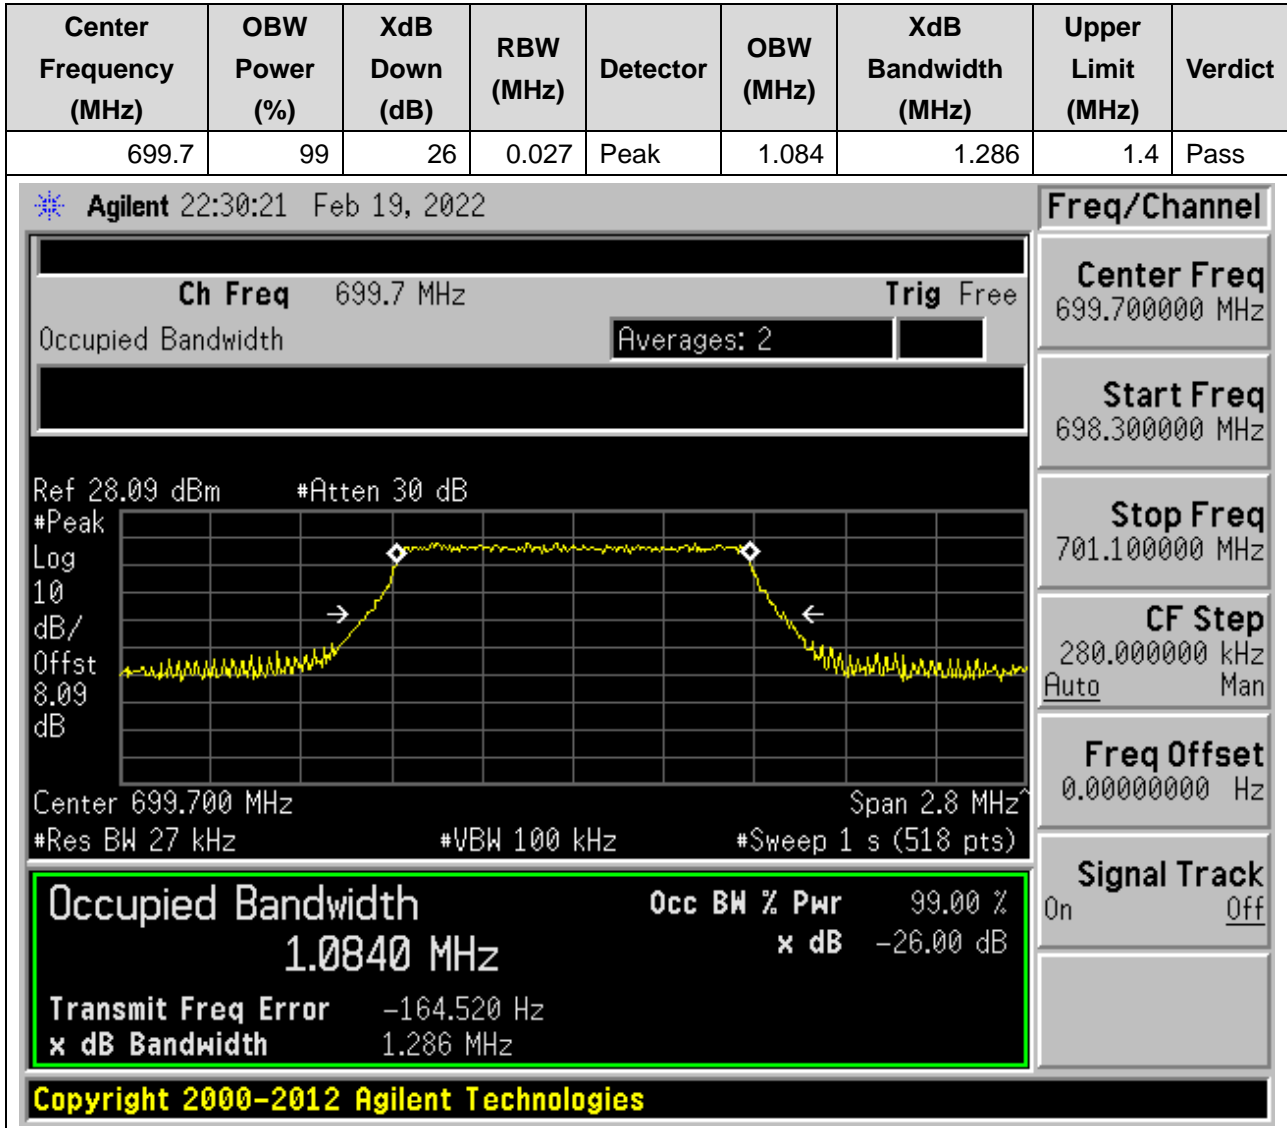 Center Frequency (MHz) OBW Power (%) XdB Down (dB) RBW (MHz) Detector OBW (MHz) XdB Bandwidth (MHz) Upper Limit (MHz) Verdict
699.7 99 26 0.027 Peak 1.084 1.286 1.4 Pass
Agilent 22:30:21 Feb 19, 2022
Freq/Channel
Ch Freq 699.7 MHz Trig Free
Occupied Bandwidth Averages: 2
Center Freq
699.700000 MHz
Start Freq
698.300000 MHz
Stop Freq
701.100000 MHz
CF Step
280.000000 kHz
Auto Man
Freq Offset
0.00000000 Hz
Signal Track
On Off
Ref 28.09 dBm #Atten 30 dB
#Peak
Log
10
dB/
Offst
8.09
dB
Center 699.700 MHz Span 2.8 MHz^
#Res BW 27 kHz #VBW 100 kHz #Sweep 1 s (518 pts)
Occupied Bandwidth Occ BW % Pwr 99.00 %
1.0840 MHz x dB -26.00 dB
Transmit Freq Error -164.520 Hz
x dB Bandwidth 1.286 MHz
Copyright 2000-2012 Agilent Technologies